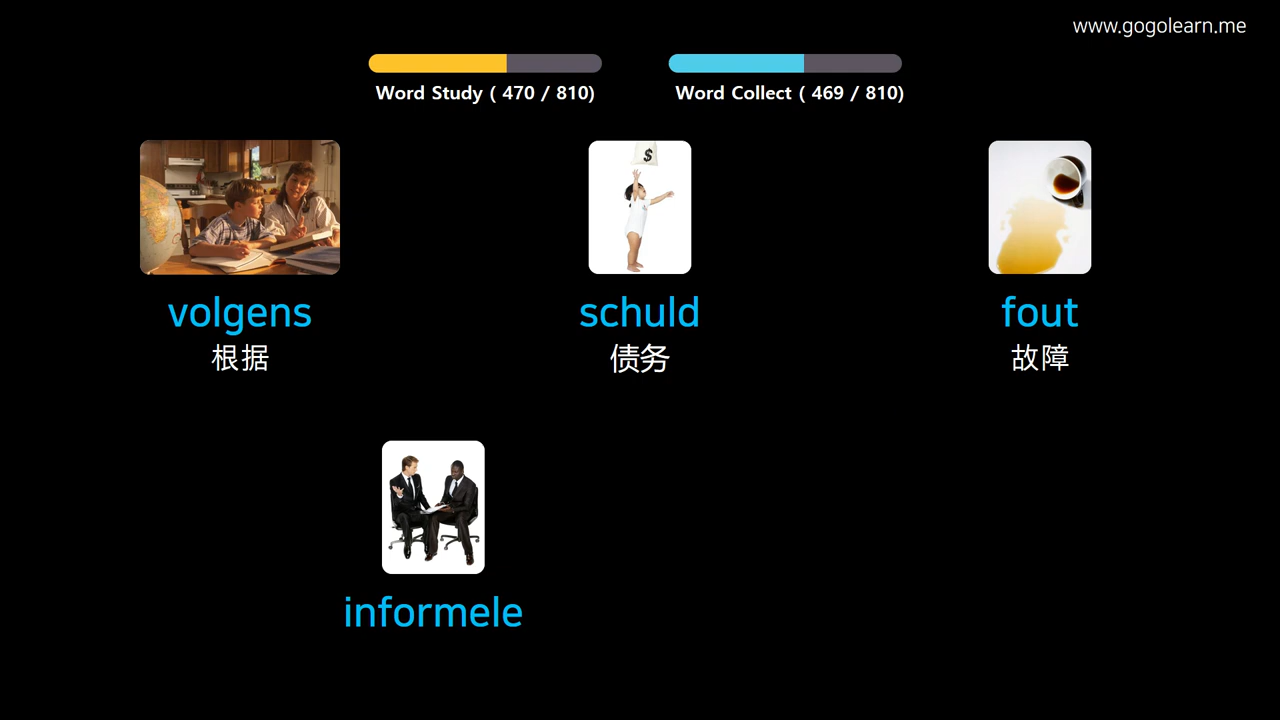 www.gogolearn.me
Word Study ( 470 / 810)
Word Collect ( 469 / 810)
$
volgens
schuld
fout
根据
债务
故障
informele